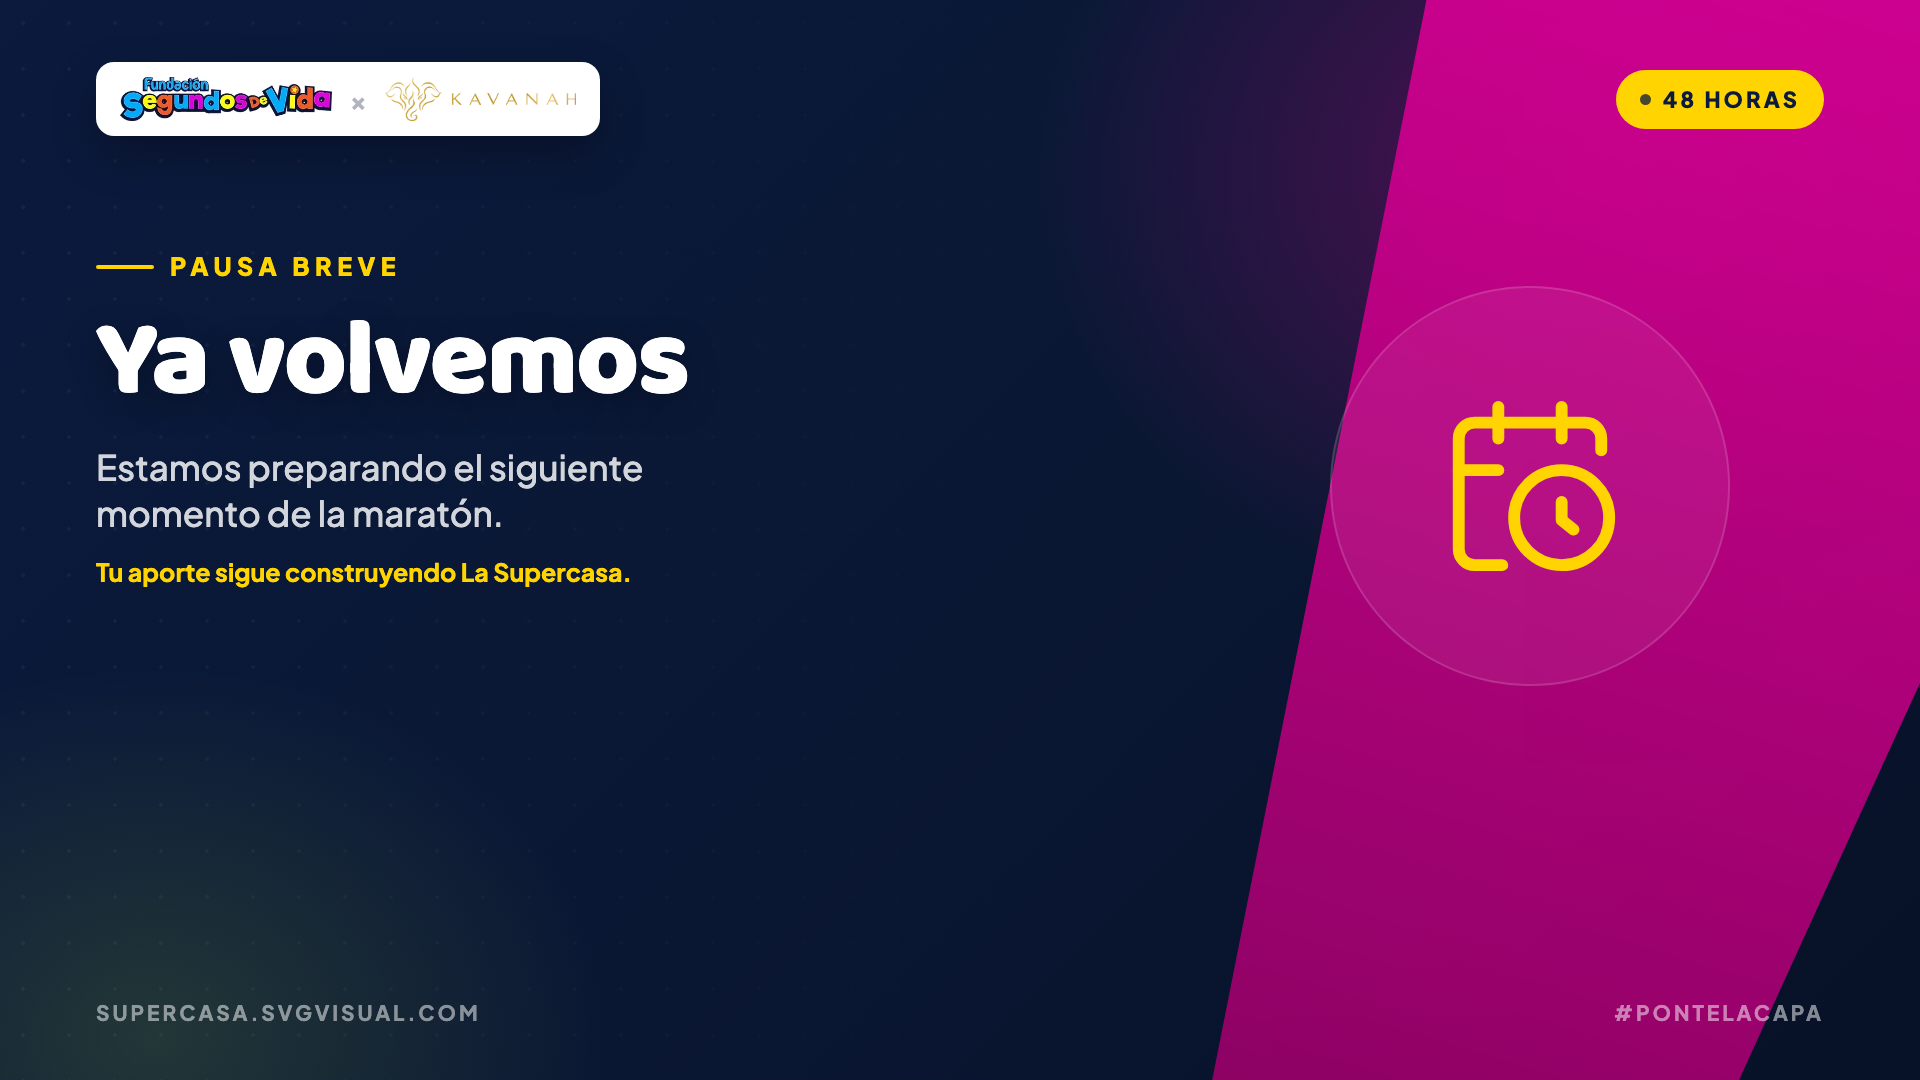 Fundación
Segundos DE Vida × KAVANAH
48 HORAS
PAUSA BREVE
Ya volvemos
Estamos preparando el siguiente
momento de la maratón.
Tu aporte sigue construyendo La Supercasa.
SUPERCASA.SVGVISUAL.COM
#PONTELACAPA